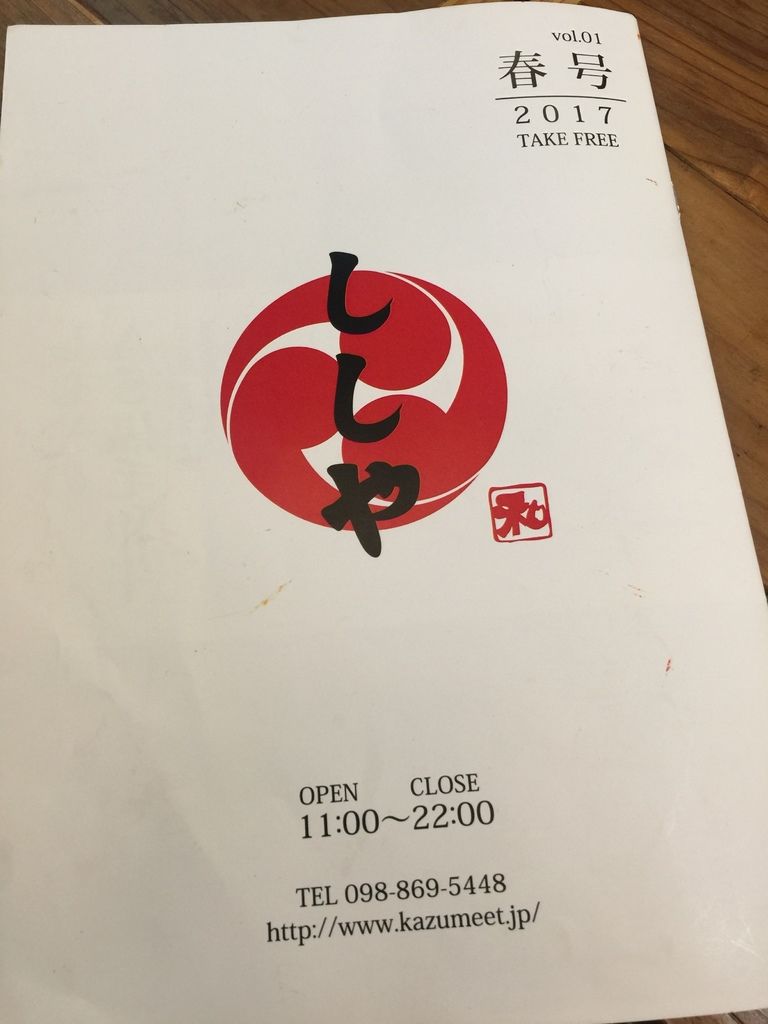 vol.01
春号
2017
TAKE FREE
ししや
和
OPEN CLOSE
11:00～22:00
TEL 098-869-5448
http://www.kazumeet.jp/